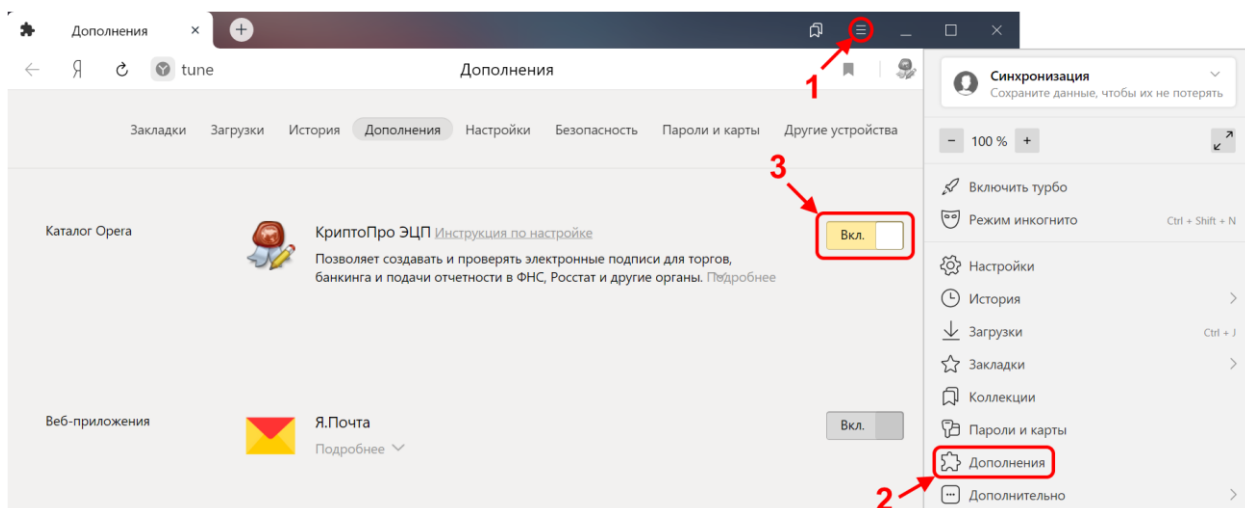 Дополнения
tune
Дополнения
1
Закладки Загрузки История Дополнения Настройки Безопасность Пароли и карты Другие устройства
3
Каталог Opera
КриптоПро ЭЦП Инструкция по настройке
Вкл.
Позволяет создавать и проверять электронные подписи для торгов,
банкинга и подачи отчетности в ФНС, Росстат и другие органы. Подробнее
Веб-приложения
Я.Почта
Вкл.
Подробнее
Синхронизация
Сохраните данные, чтобы их не потерять
− 100 % +
Включить турбо
Режим инкогнито Ctrl + Shift + N
Настройки
История
Загрузки Ctrl + J
Закладки
Коллекции
Пароли и карты
Дополнения
2
Дополнительно